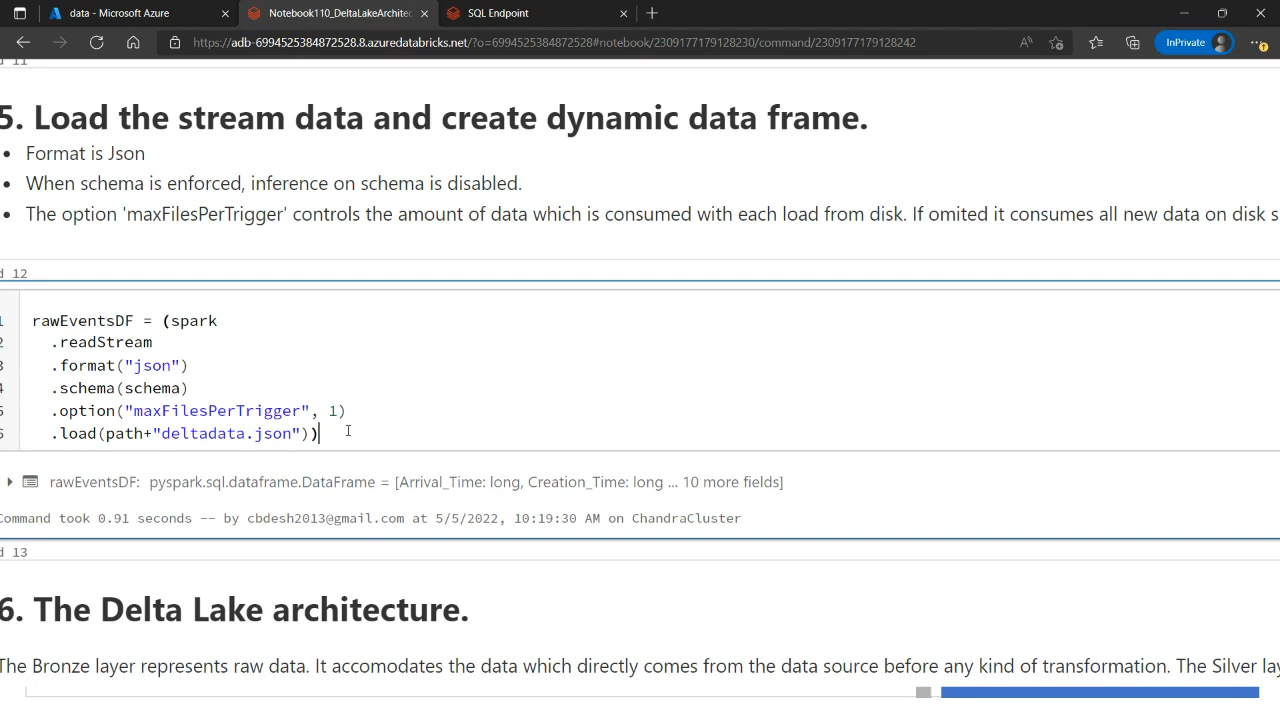 data - Microsoft Azure
Notebook110_DeltaLakeArchitec
SQL Endpoint
https://adb-6994525384872528.8.azuredatabricks.net/?o=6994525384872528#notebook/2309177179128230/command/2309177179128242
InPrivate
d 11
5. Load the stream data and create dynamic data frame.
• Format is Json
• When schema is enforced, inference on schema is disabled.
• The option 'maxFilesPerTrigger' controls the amount of data which is consumed with each load from disk. If omited it consumes all new data on disk s
d 12
1 rawEventsDF = (spark
2 .readStream
3 .format("json")
4 .schema(schema)
5 .option("maxFilesPerTrigger", 1)
6 .load(path+"deltadata.json"))
rawEventsDF: pyspark.sql.dataframe.DataFrame = [Arrival_Time: long, Creation_Time: long ... 10 more fields]
Command took 0.91 seconds -- by cbdesh2013@gmail.com at 5/5/2022, 10:19:30 AM on ChandraCluster
d 13
6. The Delta Lake architecture.
The Bronze layer represents raw data. It accomodates the data which directly comes from the data source before any kind of transformation. The Silver lay